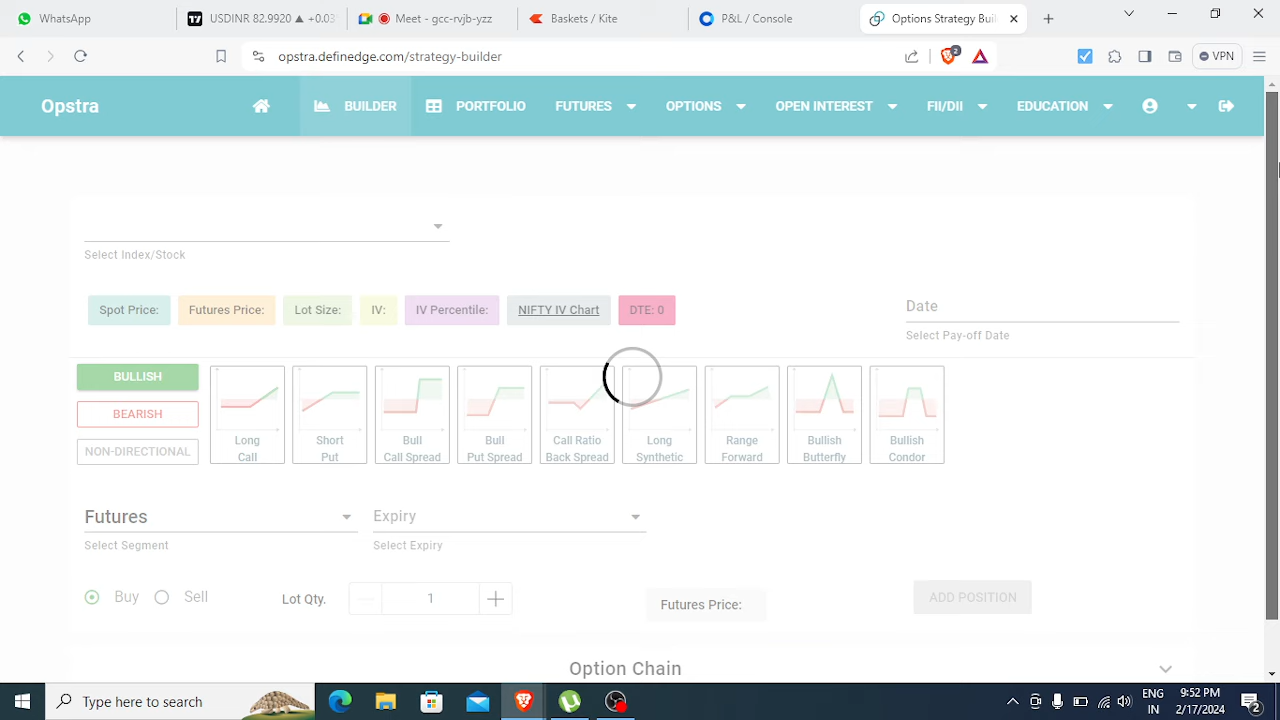 WhatsApp
USDINR 82.9920 ▲ +0.03
Meet - gcc-rvjb-yzz
Baskets / Kite
P&L / Console
Options Strategy Buil
opstra.definedge.com/strategy-builder
2
VPN
Opstra
BUILDER
PORTFOLIO
FUTURES
OPTIONS
OPEN INTEREST
FII/DII
EDUCATION
Select Index/Stock
Spot Price:
Futures Price:
Lot Size:
IV:
IV Percentile:
NIFTY IV Chart
DTE: 0
Date
Select Pay-off Date
BULLISH
BEARISH
NON-DIRECTIONAL
Long
Call
Short
Put
Bull
Call Spread
Bull
Put Spread
Call Ratio
Back Spread
Long
Synthetic
Range
Forward
Bullish
Butterfly
Bullish
Condor
Futures
Select Segment
Expiry
Select Expiry
Buy
Sell
Lot Qty.
1
Futures Price:
ADD POSITION
Option Chain
Type here to search
ENG
IN
9:52 PM
2/17/2024
2